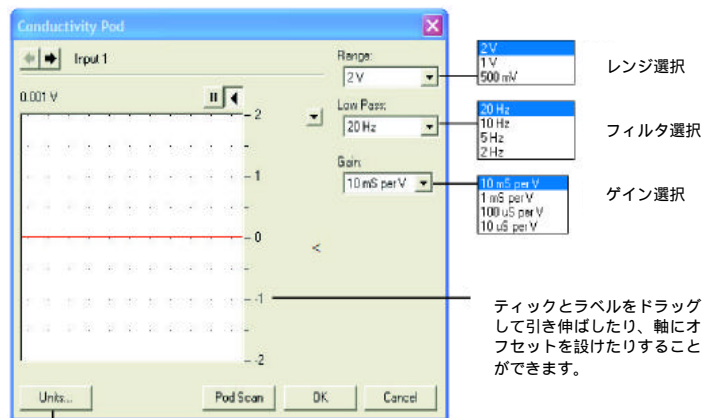 Conductivity Pod
Input 1
0.001 V
2
1
0
-1
-2
Range:
2 V
Low Pass:
20 Hz
Gain:
10 mS per V
<
Units...
Pod Scan
OK
Cancel
2 V
1 V
500 mV
レンジ選択
20 Hz
10 Hz
5 Hz
2 Hz
フィルタ選択
10 mS per V
1 mS per V
100 uS per V
10 uS per V
ゲイン選択
ティックとラベルをドラッグ
して引き伸ばしたり、軸にオ
フセットを設けたりすること
ができます。